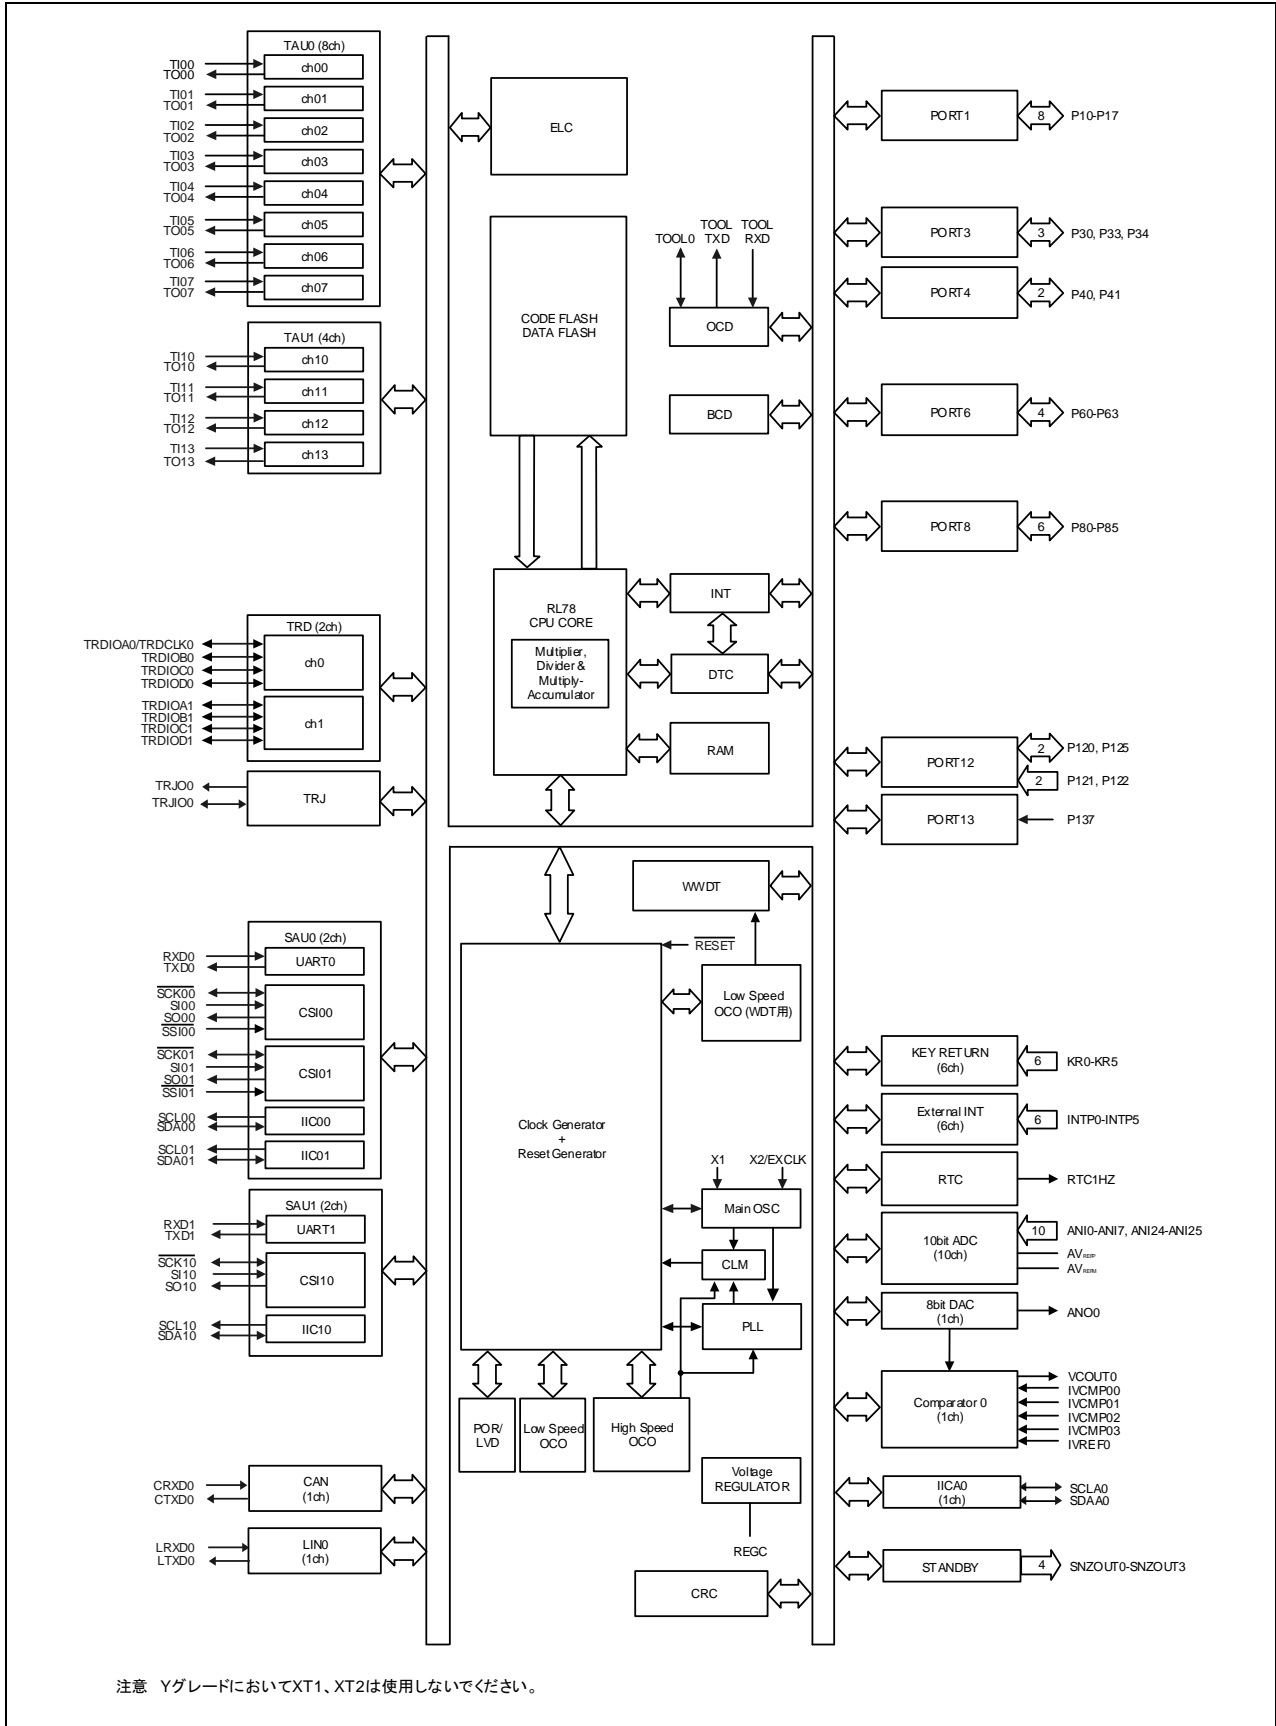 TAU0 (8ch)
TI00
TO00
ch00
TI01
TO01
ch01
TI02
TO02
ch02
TI03
TO03
ch03
TI04
TO04
ch04
TI05
TO05
ch05
TI06
TO06
ch06
TI07
TO07
ch07
TAU1 (4ch)
TI10
TO10
ch10
TI11
TO11
ch11
TI12
TO12
ch12
TI13
TO13
ch13
TRD (2ch)
TRDIOA0/TRDCLK0
TRDIOB0
TRDIOC0
TRDIOD0
ch0
TRDIOA1
TRDIOB1
TRDIOC1
TRDIOD1
ch1
TRJO0
TRJIO0
TRJ
SAU0 (2ch)
RXD0
TXD0
UART0
SCK00
SI00
SO00
SSI00
CSI00
SCK01
SI01
SO01
SSI01
CSI01
SCL00
SDA00
IIC00
SCL01
SDA01
IIC01
SAU1 (2ch)
RXD1
TXD1
UART1
SCK10
SI10
SO10
CSI10
SCL10
SDA10
IIC10
CRXD0
CTXD0
CAN
(1ch)
LRXD0
LTXD0
LIN0
(1ch)
ELC
CODE FLASH
DATA FLASH
TOOL0
TOOL
TXD
TOOL
RXD
OCD
BCD
RL78
CPU CORE
Multiplier,
Divider &
Multiply-
Accumulator
INT
DTC
RAM
WWDT
RESET
Low Speed
OCO (WDT用)
Clock Generator
+
Reset Generator
X1
X2/EXCLK
Main OSC
CLM
PLL
POR/
LVD
Low Speed
OCO
High Speed
OCO
Voltage
REGULATOR
REGC
CRC
PORT1
8
P10-P17
PORT3
3
P30, P33, P34
PORT4
2
P40, P41
PORT6
4
P60-P63
PORT8
6
P80-P85
PORT12
2
P120, P125
2
P121, P122
PORT13
P137
KEY RETURN
(6ch)
6
KR0-KR5
External INT
(6ch)
6
INTP0-INTP5
RTC
RTC1HZ
10bit ADC
(10ch)
10
ANI0-ANI7, ANI24-ANI25
AVREFP
AVREFM
8bit DAC
(1ch)
ANO0
Comparator 0
(1ch)
VCOUT0
IVCMP00
IVCMP01
IVCMP02
IVCMP03
IVREF0
IICA0
(1ch)
SCLA0
SDAA0
STANDBY
4
SNZOUT0-SNZOUT3
注意 YグレードにおいてXT1、XT2は使用しないでください。